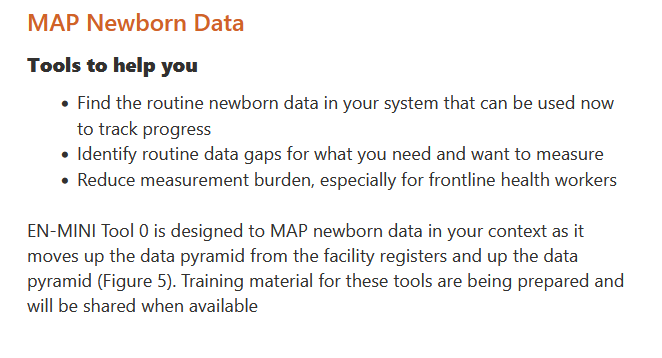 MAP Newborn Data
Tools to help you
• Find the routine newborn data in your system that can be used now
to track progress
• Identify routine data gaps for what you need and want to measure
• Reduce measurement burden, especially for frontline health workers
EN-MINI Tool 0 is designed to MAP newborn data in your context as it
moves up the data pyramid from the facility registers and up the data
pyramid (Figure 5). Training material for these tools are being prepared and
will be shared when available